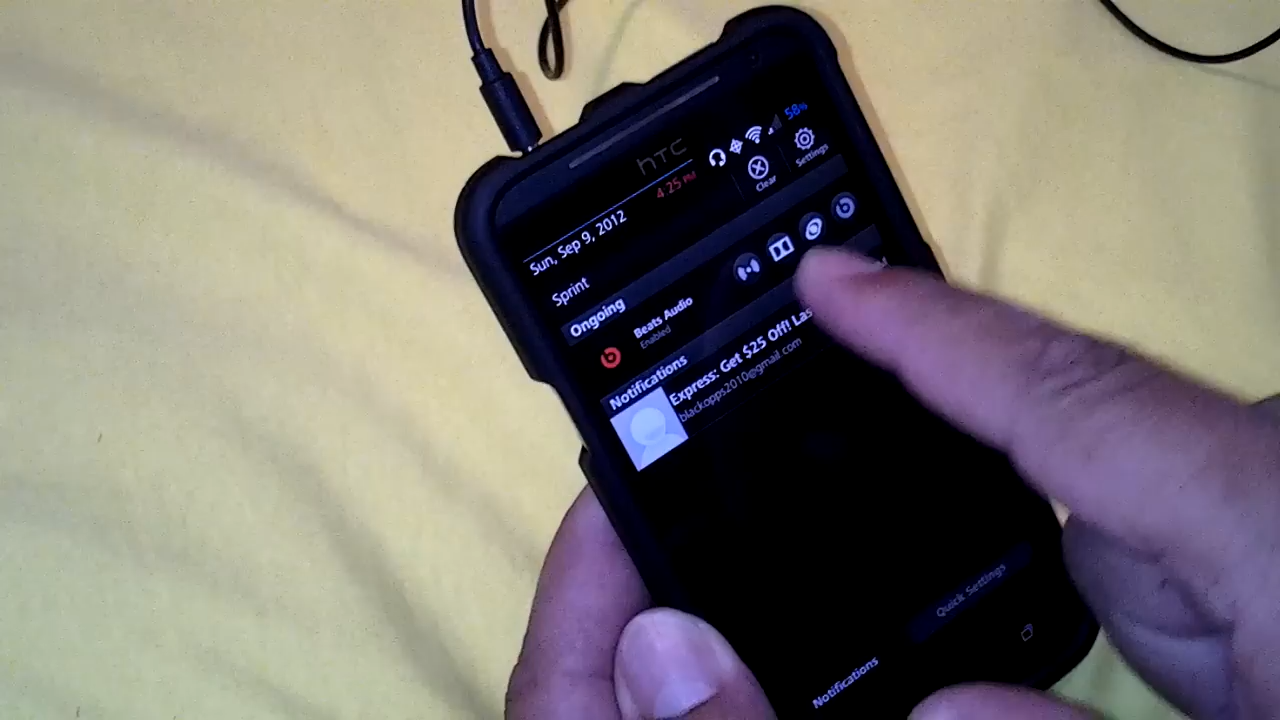 hTC
58%
4:25 PM
Clear
Settings
Sun, Sep 9, 2012
Sprint
Ongoing
Beats Audio
Enabled
Notifications
Express: Get $25 Off! Las
blackopps2010@gmail.com
Quick Settings
Notifications